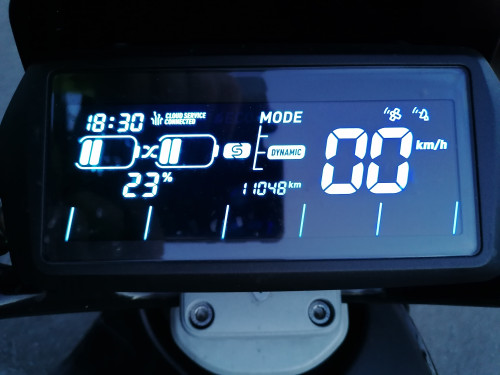 18:30
CLOUD SERVICE
CONNECTED
MODE
DYNAMIC
00 km/h
23%
11048 km